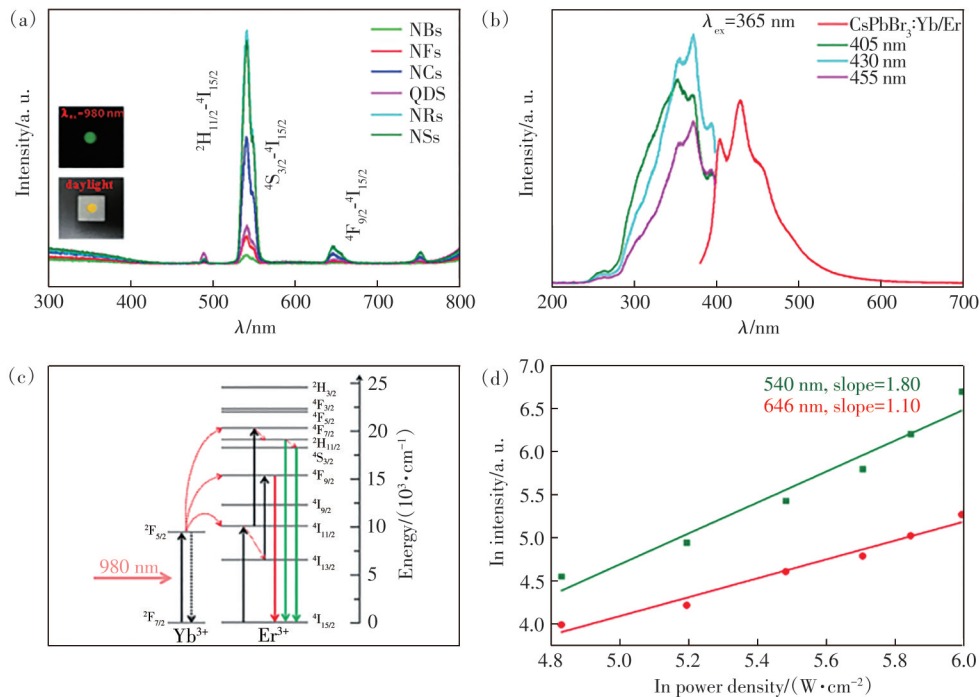 (a)
Intensity/a. u.
²H₁₁/₂-⁴I₁₅/₂
⁴S₃/₂-⁴I₁₅/₂
⁴F₉/₂-⁴I₁₅/₂
NBs
NFs
NCs
QDS
NRs
NSs
λₑₓ=980 nm
daylight
300 400 500 600 700 800
λ/nm
(b)
Intensity/a. u.
λₑₓ=365 nm
CsPbBr₃:Yb/Er
405 nm
430 nm
455 nm
200 300 400 500 600 700
λ/nm
(c)
980 nm
²F₅/₂
²F₇/₂
Yb³⁺
²H₃/₂
⁴F₃/₂
⁴F₅/₂
⁴F₇/₂
²H₁₁/₂
⁴S₃/₂
⁴F₉/₂
⁴I₉/₂
⁴I₁₁/₂
⁴I₁₃/₂
⁴I₁₅/₂
Er³⁺
25
20
15
10
5
0
Energy/(10³·cm⁻¹)
(d)
ln intensity/a. u.
7.0
6.5
6.0
5.5
5.0
4.5
4.0
540 nm, slope=1.80
646 nm, slope=1.10
4.8 5.0 5.2 5.4 5.6 5.8 6.0
In power density/(W·cm⁻²)